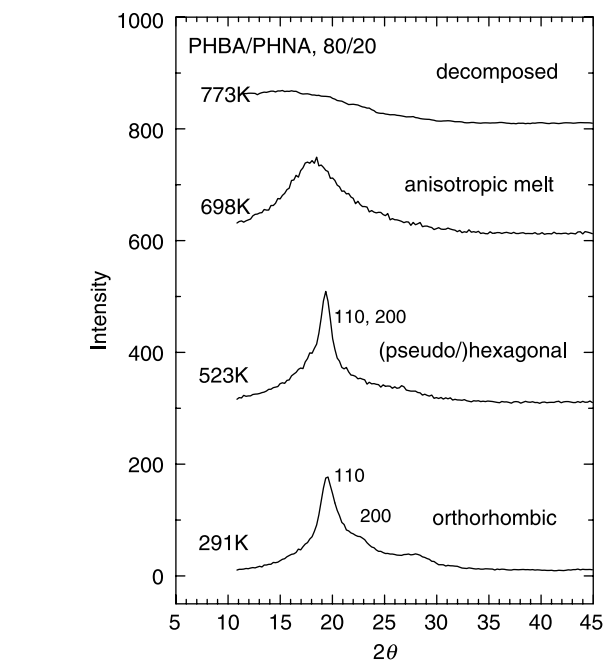 1000
PHBA/PHNA, 80/20
decomposed
773K
800
anisotropic melt
698K
600
110, 200
400
(pseudo/)hexagonal
523K
200
110
200
orthorhombic
291K
0
Intensity
5 10 15 20 25 30 35 40 45
2θ